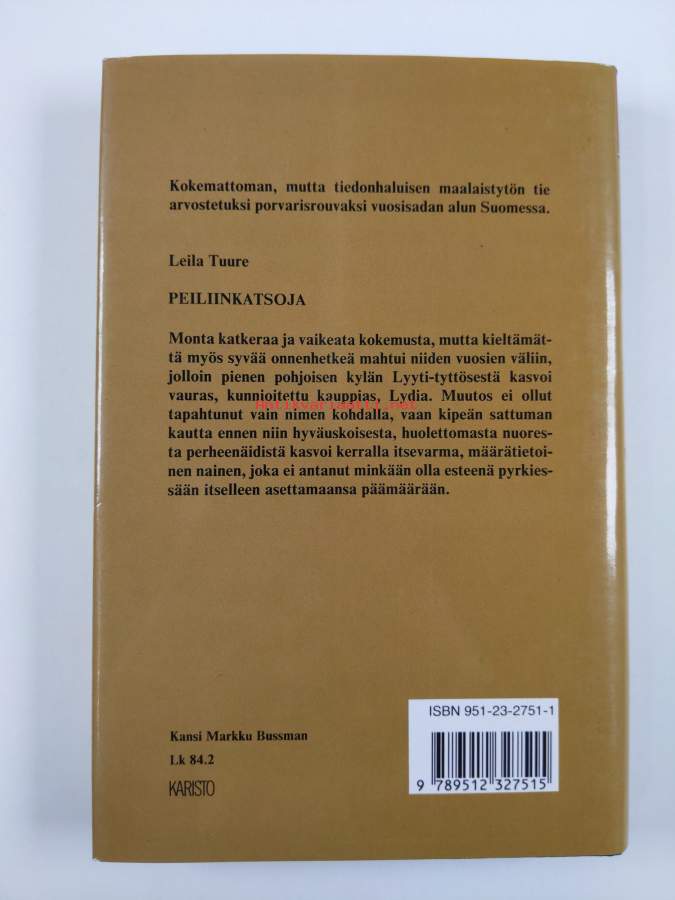 Kokemattoman, mutta tiedonhaluisen maalaistytön tie
arvostetuksi porvarisrouvaksi vuosisadan alun Suomessa.
Leila Tuure
PEILIINKATSOJA
Monta katkeraa ja vaikeata kokemusta, mutta kieltämät-
tä myös syvää onnenhetkeä mahtui niiden vuosien väliin,
jolloin pienen pohjoisen kylän Lyyti-tyttösestä kasvoi
vauras, kunnioitettu kauppias, Lydia. Muutos ei ollut
Antikvariaatti.net
tapahtunut vain nimen kohdalla, vaan kipeän sattuman
kautta ennen niin hyväuskoisesta, huolettomasta nuores-
ta perheenäidistä kasvoi kerralla itsevarma, määrätietoi-
nen nainen, joka ei antanut minkään olla esteenä pyrkies-
sään itselleen asettamaansa päämäärään.
Kansi Markku Bussman
Lk 84.2
KARISTO
ISBN 951-23-2751-1
9 789512 327515